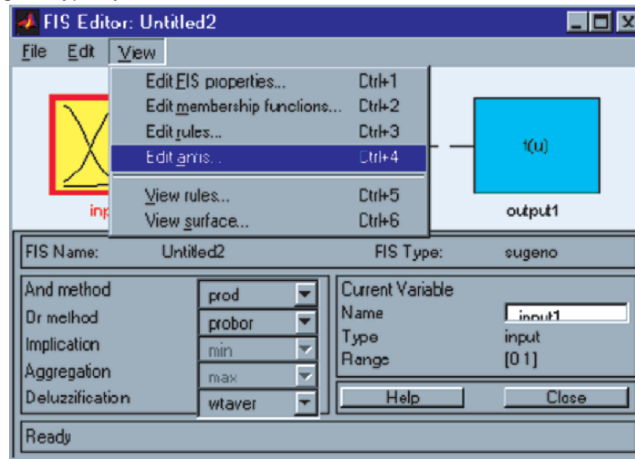 FIS Editor: Untitled2
File Edit View
Edit FIS properties... Ctrl+1
Edit membership functions... Ctrl+2
Edit rules... Ctrl+3
Edit anfis... Ctrl+4
View rules... Ctrl+5
View surface... Ctrl+6
inp
f(u)
output1
FIS Name: Untitled2 FIS Type: sugeno
And method prod
Or method probor
Implication min
Aggregation max
Defuzzification wtaver
Current Variable
Name input1
Type input
Range [0 1]
Help Close
Ready